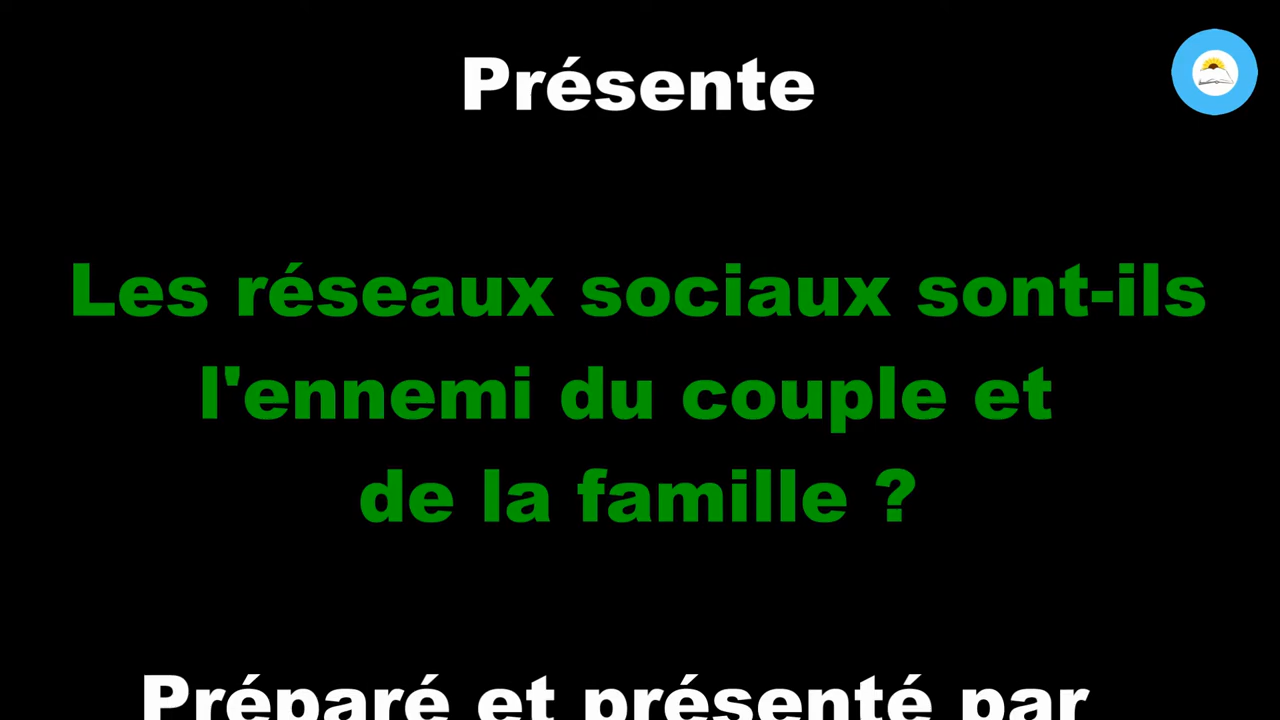 Présente
Les réseaux sociaux sont-ils
l'ennemi du couple et
de la famille ?
Préparé et présenté par